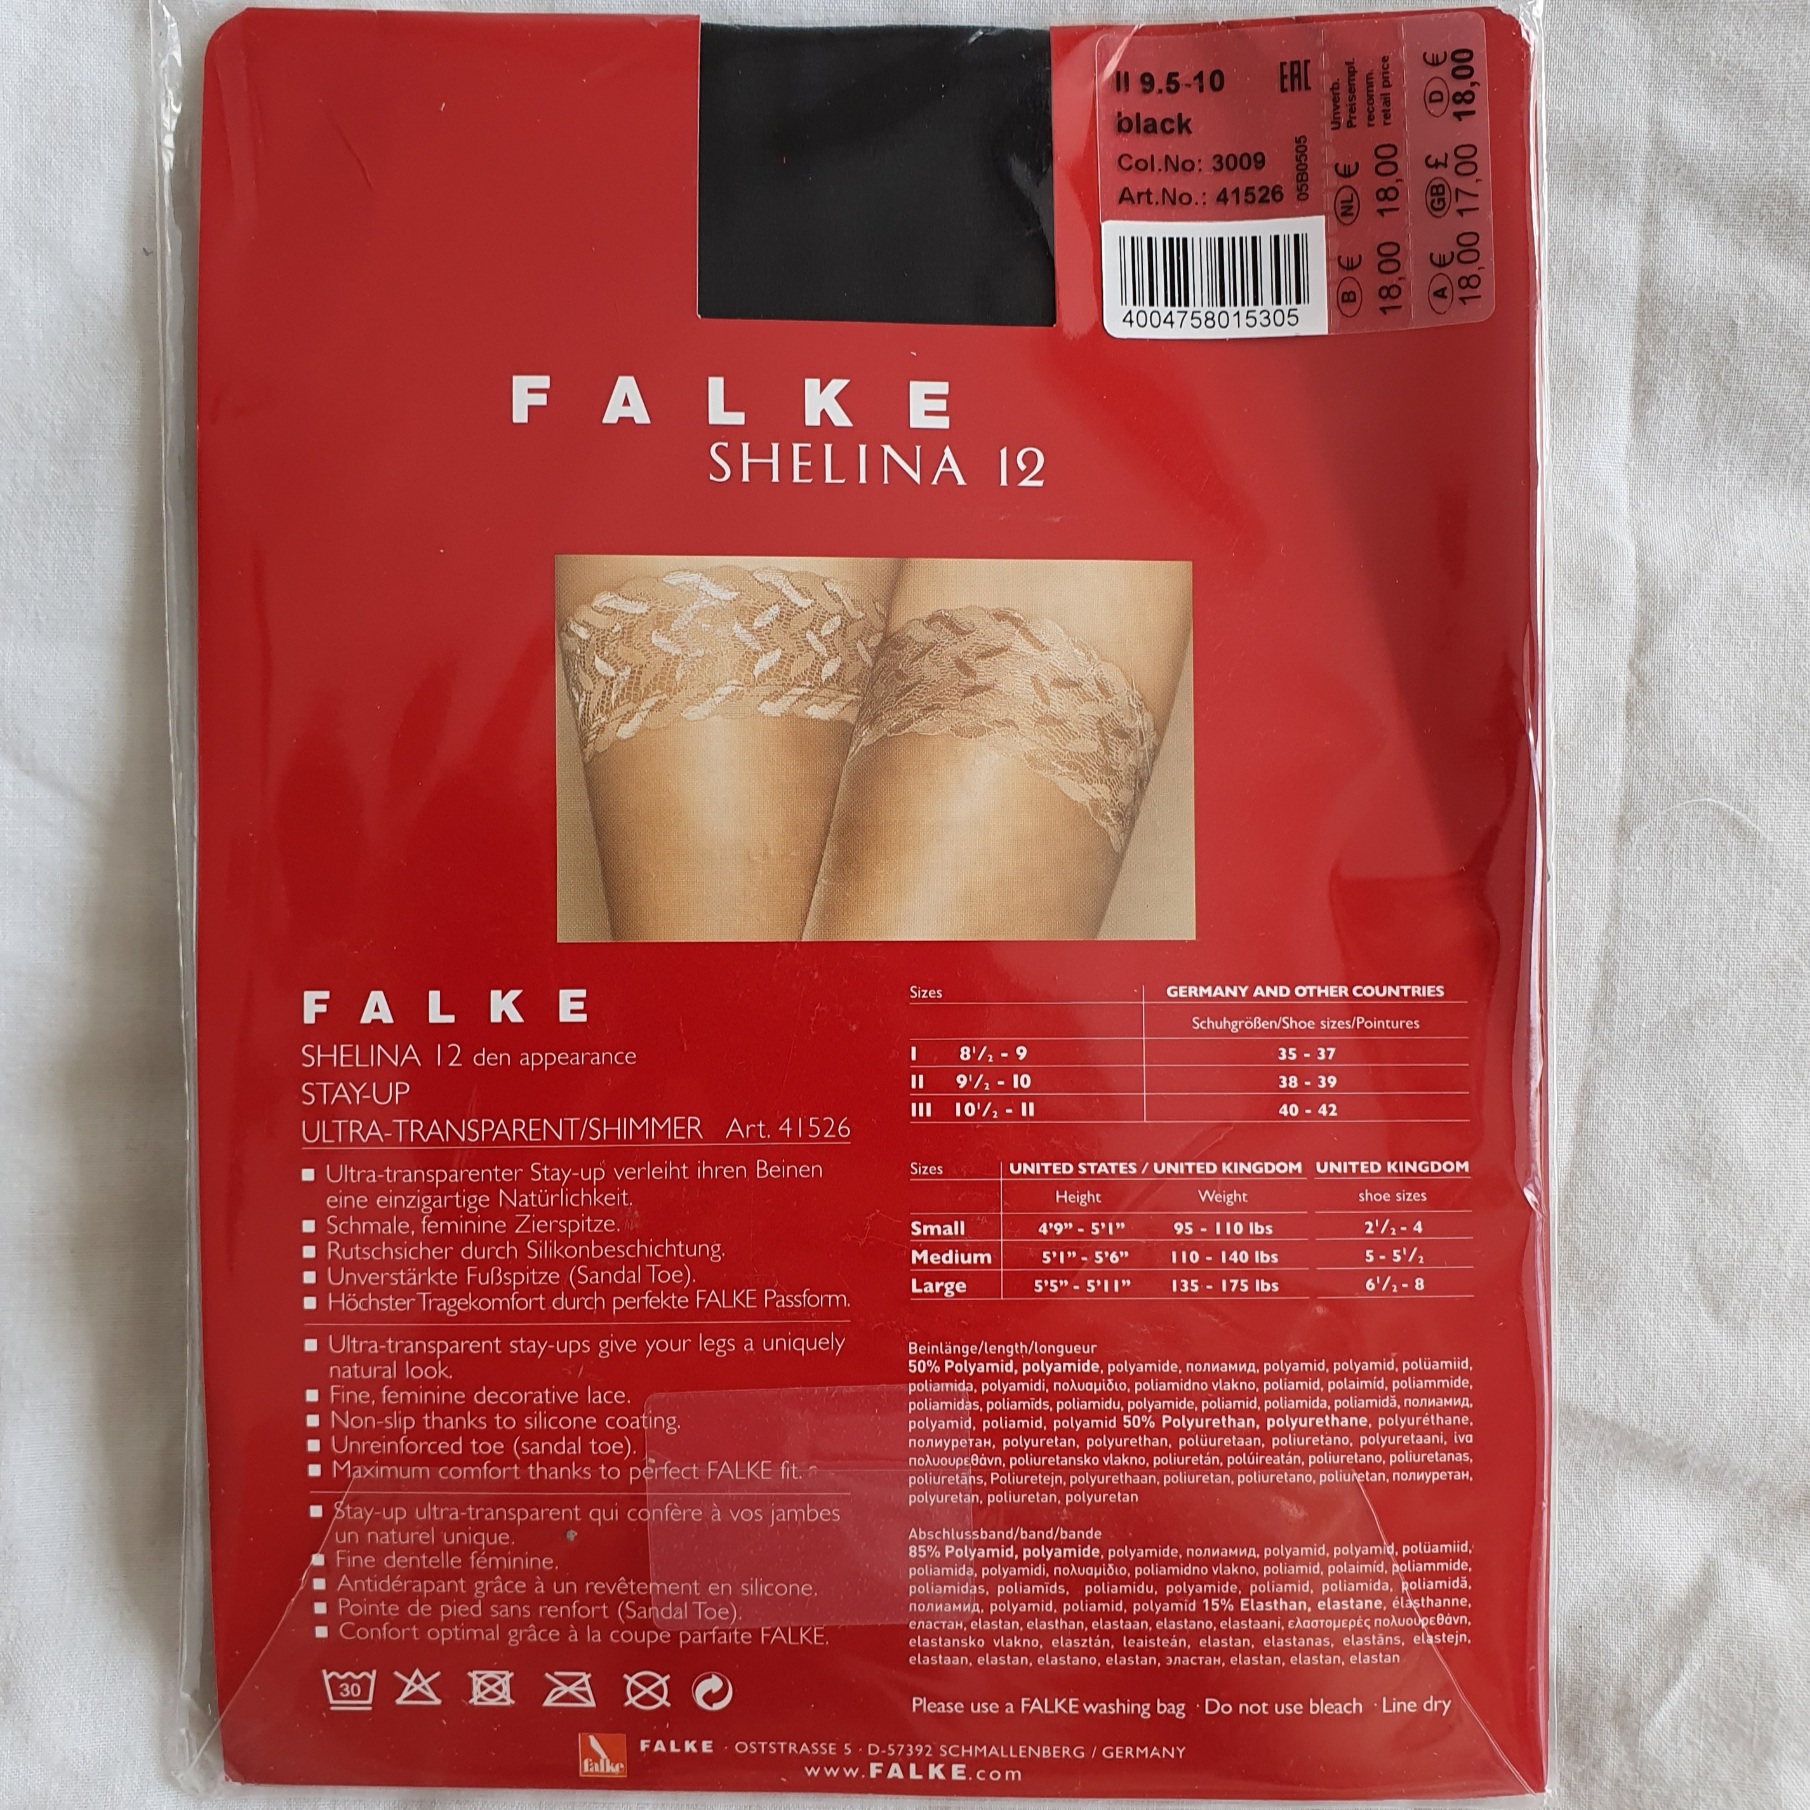 II 9.5-10 EAC
black
Col.No: 3009
Art.No.: 41526
05B0505
4004758015305
Unverb.
Preisempf.
recomm.
retail price
B € NL €
18,00 18,00
A € GB £ D €
18,00 17,00 18,00
FALKE
SHELINA 12
FALKE
SHELINA 12 den appearance
STAY-UP
ULTRA-TRANSPARENT/SHIMMER Art. 41526
■ Ultra-transparenter Stay-up verleiht ihren Beinen
eine einzigartige Natürlichkeit.
■ Schmale, feminine Zierspitze.
■ Rutschsicher durch Silikonbeschichtung.
■ Unverstärkte Fußspitze (Sandal Toe).
■ Höchster Tragekomfort durch perfekte FALKE Passform.
■ Ultra-transparent stay-ups give your legs a uniquely
natural look.
■ Fine, feminine decorative lace.
■ Non-slip thanks to silicone coating.
■ Unreinforced toe (sandal toe).
■ Maximum comfort thanks to perfect FALKE fit.
■ Stay-up ultra-transparent qui confère à vos jambes
un naturel unique.
■ Fine dentelle féminine.
■ Antidérapant grâce à un revêtement en silicone.
■ Pointe de pied sans renfort (Sandal Toe).
■ Confort optimal grâce à la coupe parfaite FALKE.
30
Sizes GERMANY AND OTHER COUNTRIES
Schuhgrößen/Shoe sizes/Pointures
I 8 1/2 - 9 35 - 37
II 9 1/2 - 10 38 - 39
III 10 1/2 - 11 40 - 42
Sizes UNITED STATES / UNITED KINGDOM UNITED KINGDOM
Height Weight shoe sizes
Small 4'9” - 5'1” 95 - 110 lbs 2 1/2 - 4
Medium 5'1” - 5'6” 110 - 140 lbs 5 - 5 1/2
Large 5'5” - 5'11” 135 - 175 lbs 6 1/2 - 8
Beinlänge/length/longueur
50% Polyamid, polyamide, polyamide, полиамид, polyamid, polyamid, polüamiid,
poliamida, polyamidi, πολυαμίδιο, poliamidno vlakno, poliamid, polaimíd, poliammide,
poliamidas, poliamīds, poliamidu, polyamide, poliamid, poliamida, poliamidă, полиамид,
polyamid, poliamid, polyamid 50% Polyurethan, polyurethane, polyuréthane,
полиуретан, polyuretan, polyurethan, polüuretaan, poliuretano, polyuretaani, ίνα
πολυουρεθάνη, poliuretansko vlakno, poliuretán, polúireatán, poliuretano, poliuretanas,
poliuretāns, Poliuretejn, polyurethaan, poliuretan, poliuretano, poliuretan, полиуретан,
polyuretan, poliuretan, polyuretan
Abschlussband/band/bande
85% Polyamid, polyamide, polyamide, полиамид, polyamid, polyamid, polüamiid,
poliamida, polyamidi, πολυαμίδιο, poliamidno vlakno, poliamid, polaimíd, poliammide,
poliamidas, poliamīds, poliamidu, polyamide, poliamid, poliamida, poliamidă,
полиамид, polyamid, poliamid, polyamid 15% Elasthan, elastane, élasthanne,
еластан, elastan, elasthan, elastaan, elastano, elastaani, ελαστομερές πολυουρεθάνη,
elastansko vlakno, elasztán, leaisteán, elastan, elastanas, elastāns, elastejn,
elastaan, elastan, elastano, elastan, эластан, elastan, elastan, elastan
Please use a FALKE washing bag · Do not use bleach · Line dry
falke
FALKE · OSTSTRASSE 5 · D-57392 SCHMALLENBERG / GERMANY
www.FALKE.com